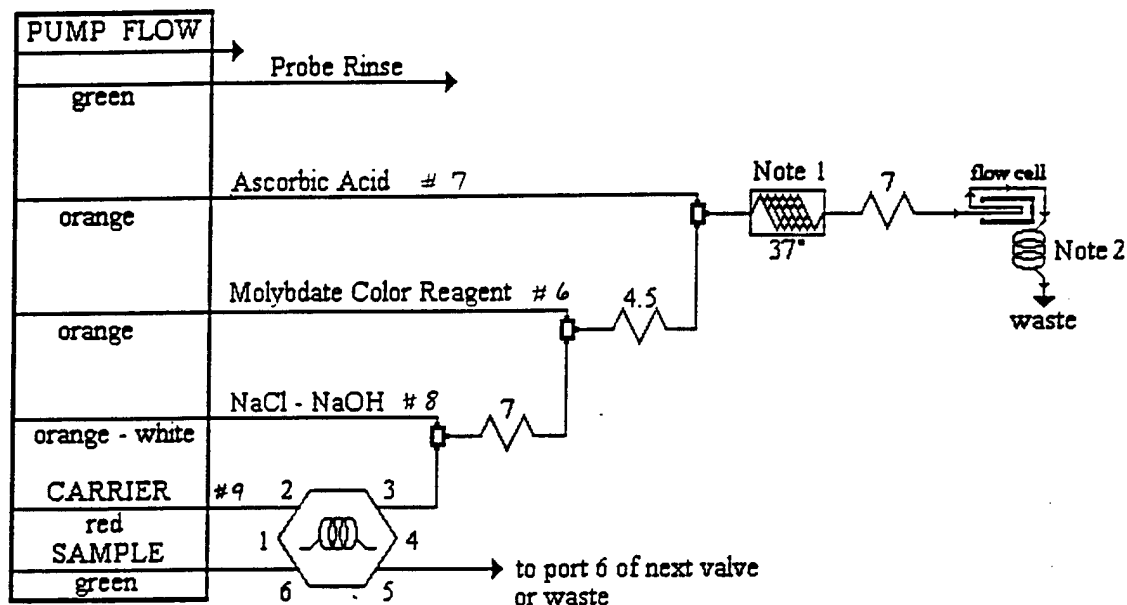 PUMP FLOW
Probe Rinse
green
Ascorbic Acid # 7
orange
Note 1
37°
7
flow cell
Note 2
waste
Molybdate Color Reagent # 6
orange
4.5
NaCl - NaOH # 8
orange - white
7
CARRIER #9
red
SAMPLE
green
1
2
3
4
5
6
to port 6 of next valve
or waste